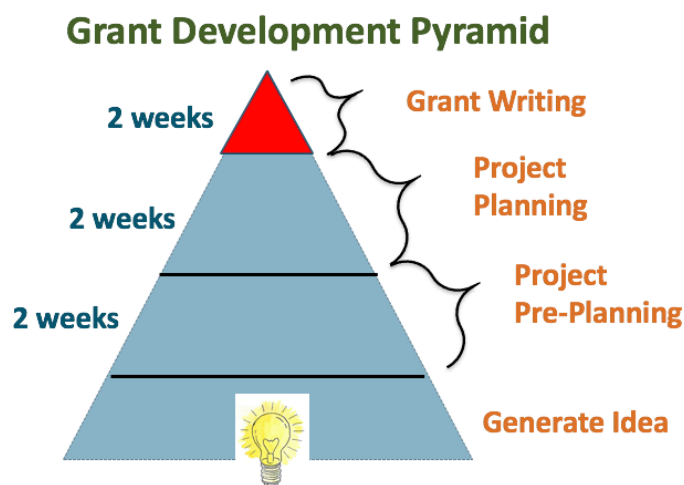 Grant Development Pyramid
2 weeks
Grant Writing
2 weeks
Project
Planning
2 weeks
Project
Pre-Planning
Generate Idea